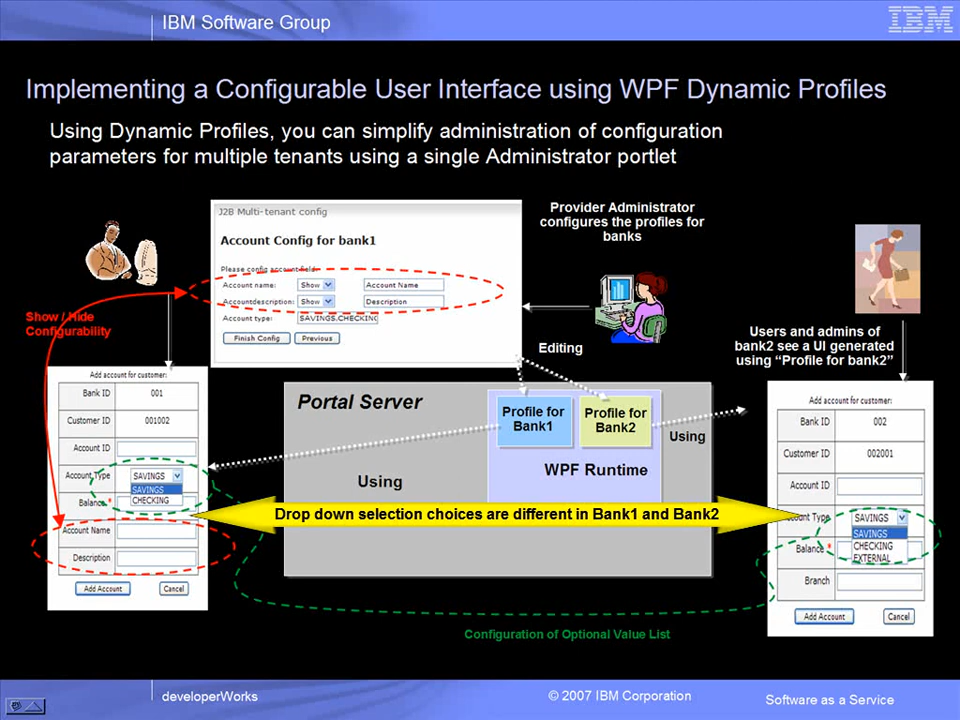 IBM Software Group
IBM
Implementing a Configurable User Interface using WPF Dynamic Profiles
Using Dynamic Profiles, you can simplify administration of configuration
parameters for multiple tenants using a single Administrator portlet
J2B Multi-tenant config
Account Config for bank1
Please config account field:
Account name: Show Account Name
Accountdescription: Show Description
Account type: SAVINGS,CHECKING
Finish Config Previous
Provider Administrator
configures the profiles for
banks
Editing
Show / Hide
Configurability
Users and admins of
bank2 see a UI generated
using “Profile for bank2”
Add account for customer:
Bank ID 001
Customer ID 001002
Account ID
Account Type SAVINGS
SAVINGS
CHECKING
Balance *
Account Name
Description
Add Account Cancel
Portal Server
Profile for
Bank1
Profile for
Bank2
WPF Runtime
Using
Using
Drop down selection choices are different in Bank1 and Bank2
Add account for customer:
Bank ID 002
Customer ID 002001
Account ID
Account Type SAVINGS
SAVINGS
CHECKING
EXTERNAL
Balance *
Branch
Add Account Cancel
Configuration of Optional Value List
developerWorks
© 2007 IBM Corporation
Software as a Service